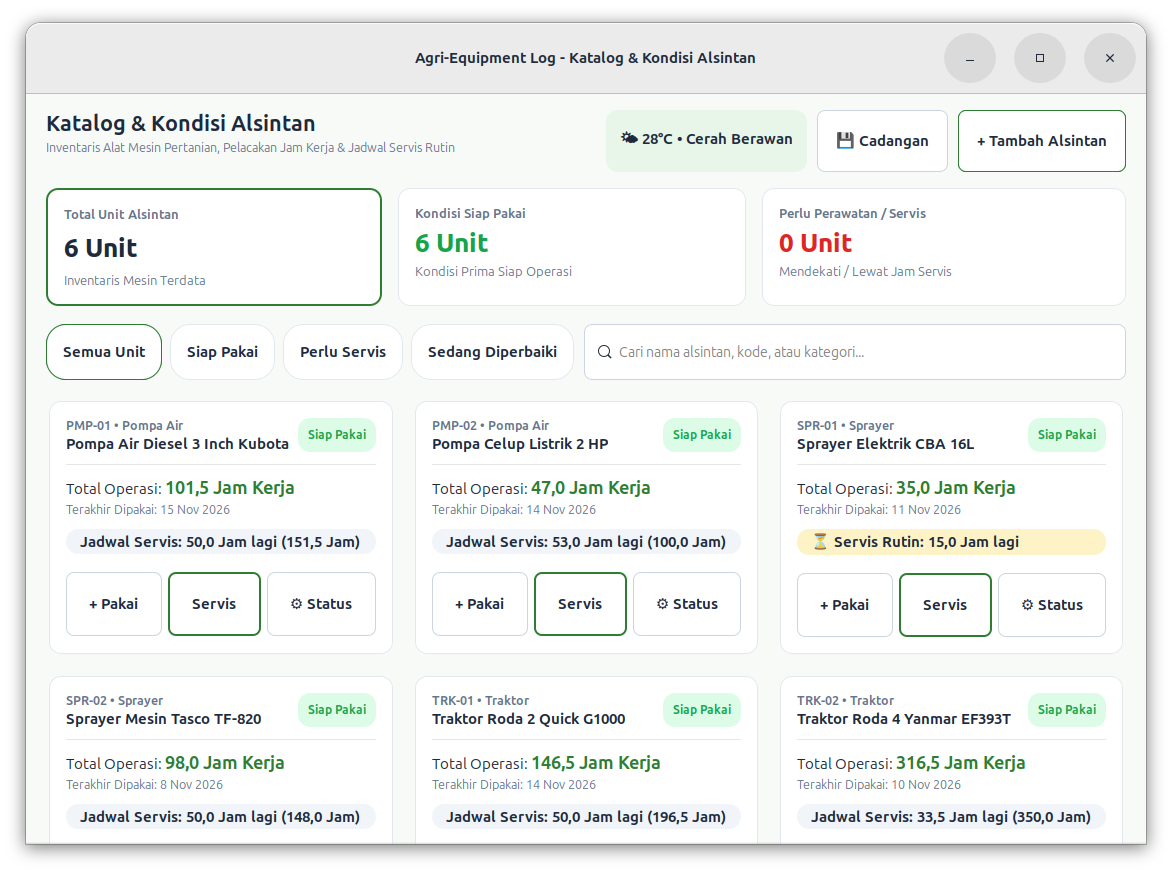 Agri-Equipment Log - Katalog & Kondisi Alsintan
Katalog & Kondisi Alsintan
Inventaris Alat Mesin Pertanian, Pelacakan Jam Kerja & Jadwal Servis Rutin
🌤 28°C • Cerah Berawan
💾 Cadangan
+ Tambah Alsintan
Total Unit Alsintan
6 Unit
Inventaris Mesin Terdata
Kondisi Siap Pakai
6 Unit
Kondisi Prima Siap Operasi
Perlu Perawatan / Servis
0 Unit
Mendekati / Lewat Jam Servis
Semua Unit
Siap Pakai
Perlu Servis
Sedang Diperbaiki
Cari nama alsintan, kode, atau kategori...
PMP-01 • Pompa Air
Pompa Air Diesel 3 Inch Kubota
Siap Pakai
Total Operasi: 101,5 Jam Kerja
Terakhir Dipakai: 15 Nov 2026
Jadwal Servis: 50,0 Jam lagi (151,5 Jam)
+ Pakai
Servis
⚙ Status
PMP-02 • Pompa Air
Pompa Celup Listrik 2 HP
Siap Pakai
Total Operasi: 47,0 Jam Kerja
Terakhir Dipakai: 14 Nov 2026
Jadwal Servis: 53,0 Jam lagi (100,0 Jam)
+ Pakai
Servis
⚙ Status
SPR-01 • Sprayer
Sprayer Elektrik CBA 16L
Siap Pakai
Total Operasi: 35,0 Jam Kerja
Terakhir Dipakai: 11 Nov 2026
⏳ Servis Rutin: 15,0 Jam lagi
+ Pakai
Servis
⚙ Status
SPR-02 • Sprayer
Sprayer Mesin Tasco TF-820
Siap Pakai
Total Operasi: 98,0 Jam Kerja
Terakhir Dipakai: 8 Nov 2026
Jadwal Servis: 50,0 Jam lagi (148,0 Jam)
TRK-01 • Traktor
Traktor Roda 2 Quick G1000
Siap Pakai
Total Operasi: 146,5 Jam Kerja
Terakhir Dipakai: 14 Nov 2026
Jadwal Servis: 50,0 Jam lagi (196,5 Jam)
TRK-02 • Traktor
Traktor Roda 4 Yanmar EF393T
Siap Pakai
Total Operasi: 316,5 Jam Kerja
Terakhir Dipakai: 10 Nov 2026
Jadwal Servis: 33,5 Jam lagi (350,0 Jam)